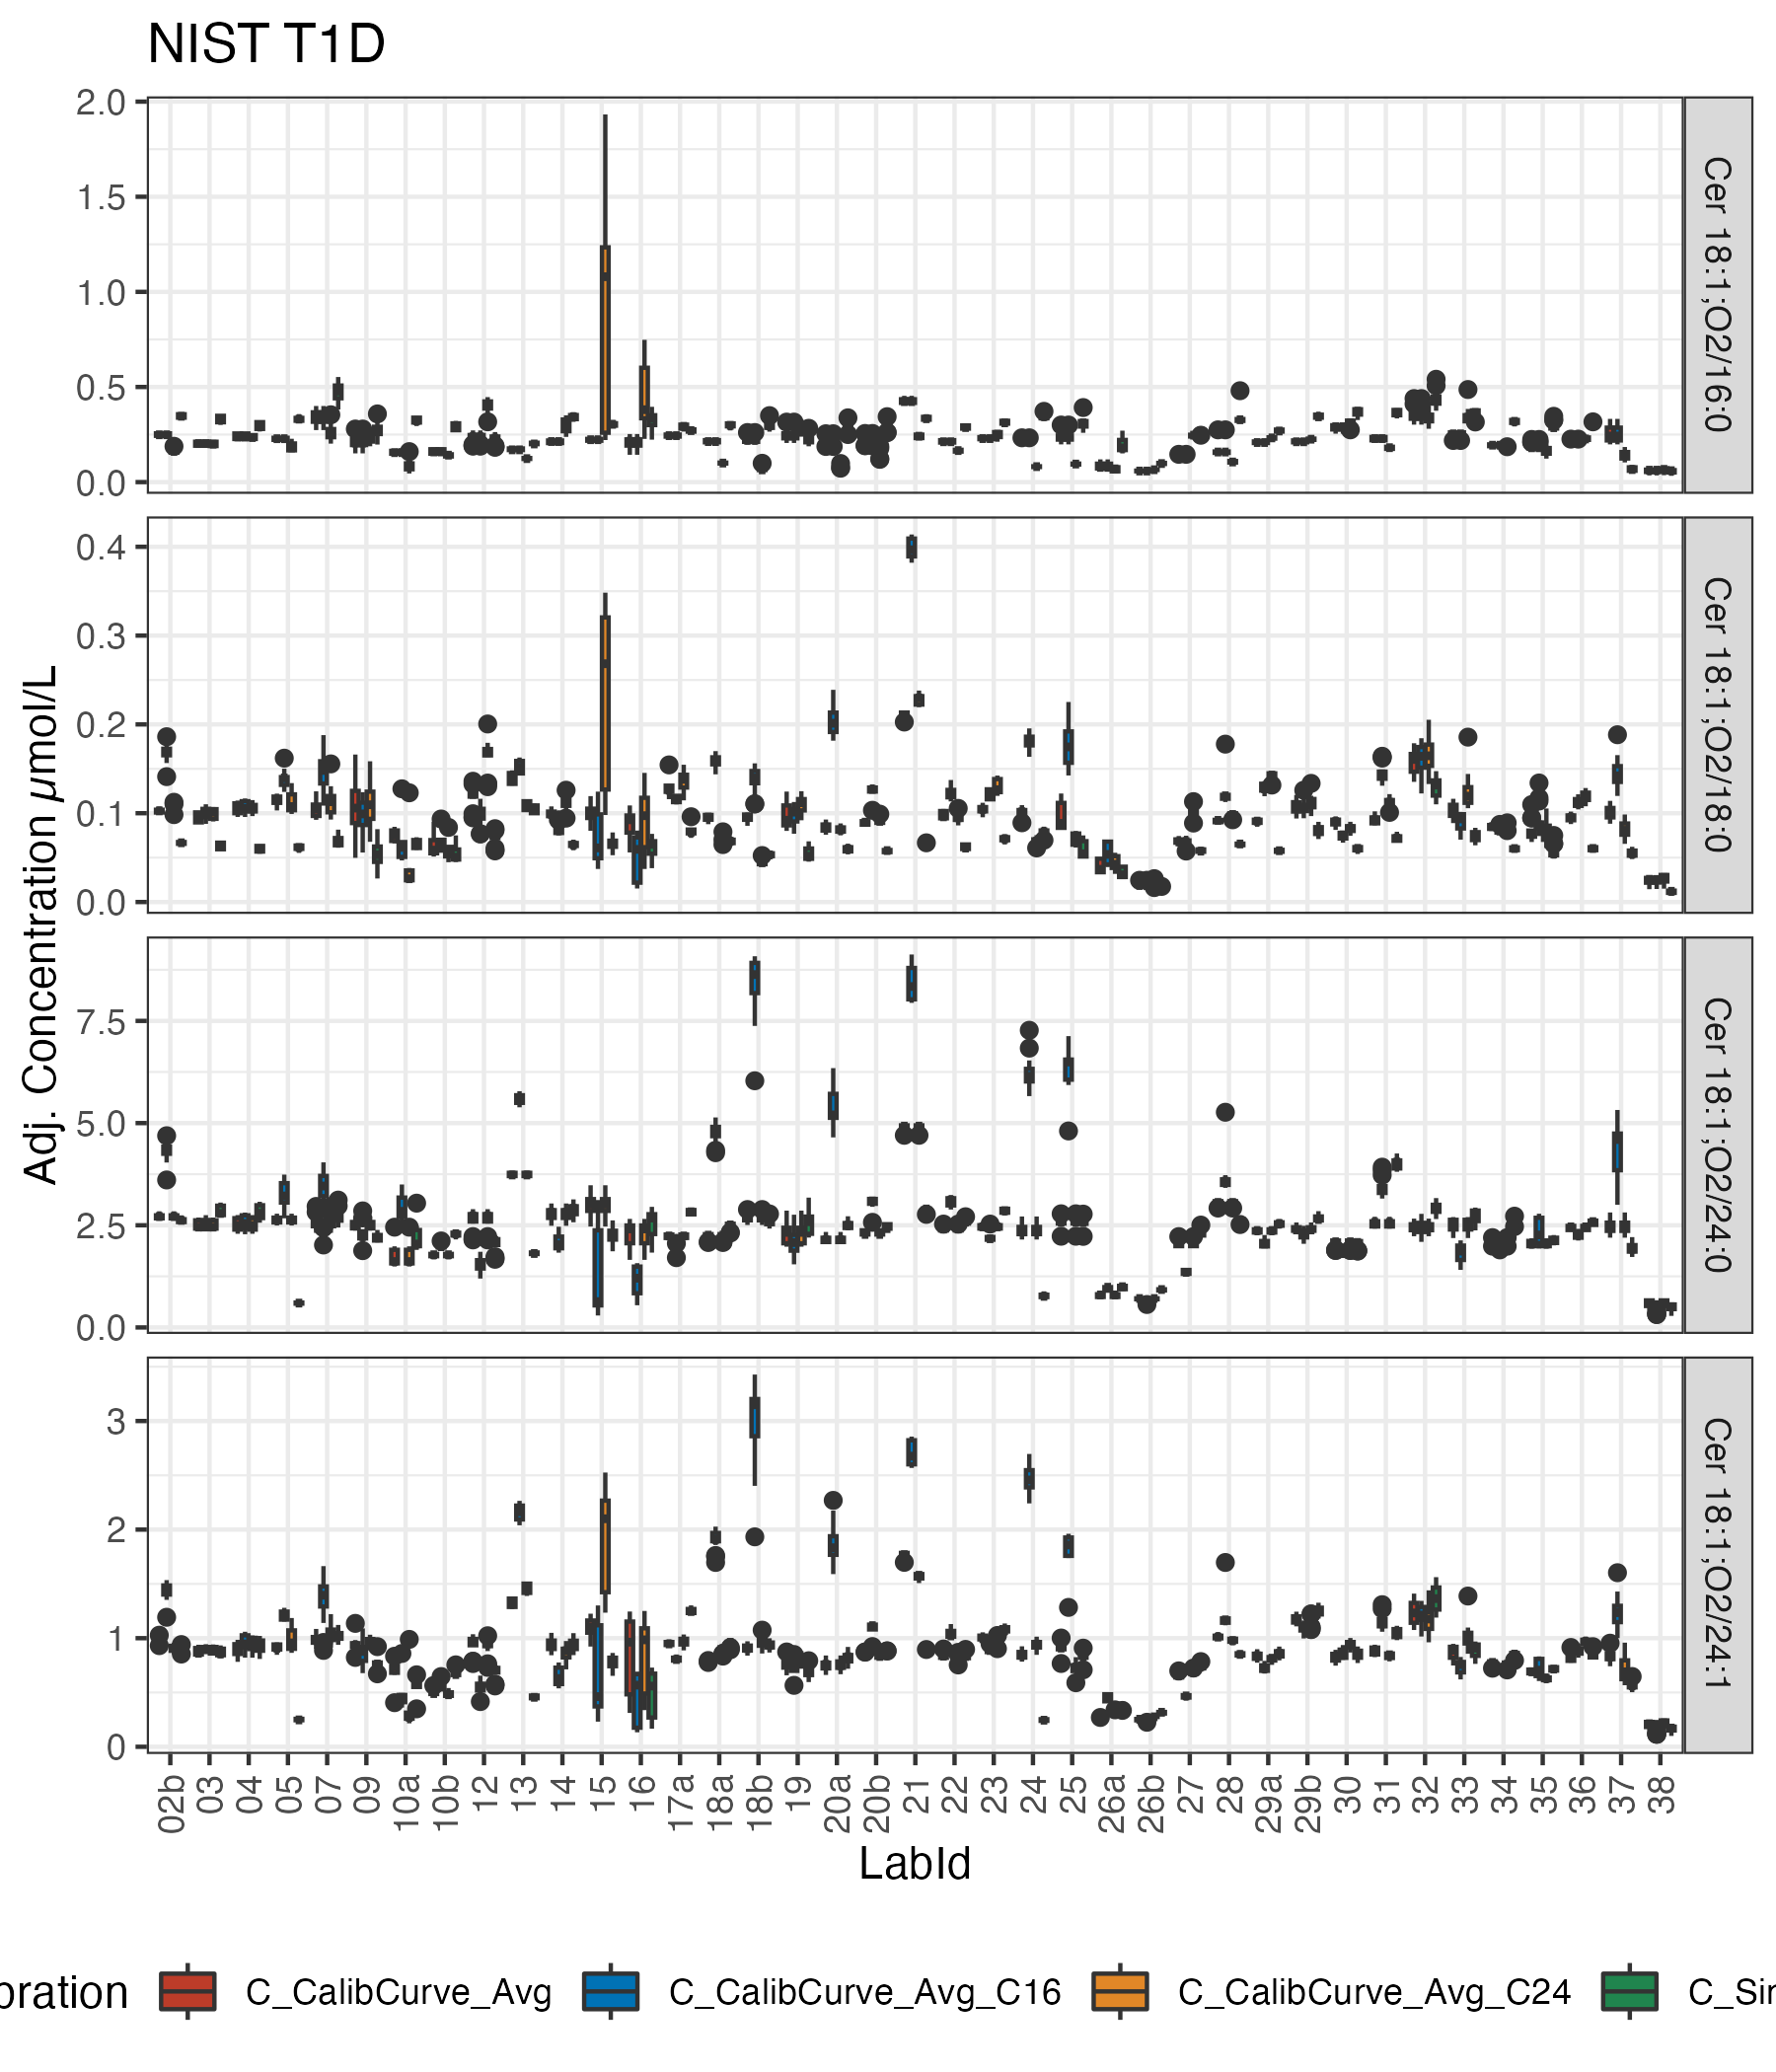 NIST T1D
2.0
1.5
1.0
0.5
0.0
Cer 18:1;O2/16:0
0.4
0.3
0.2
0.1
0.0
Cer 18:1;O2/18:0
7.5
5.0
2.5
0.0
Cer 18:1;O2/24:0
3
2
1
0
Cer 18:1;O2/24:1
Adj. Concentration µmol/L
02b 03 04 05 07 09 10a 10b 12 13 14 15 16 17a 18a 18b 19 20a 20b 21 22 23 24 25 26a 26b 27 28 29a 29b 30 31 32 33 34 35 36 37 38
LabId
bration C_CalibCurve_Avg C_CalibCurve_Avg_C16 C_CalibCurve_Avg_C24 C_Sin